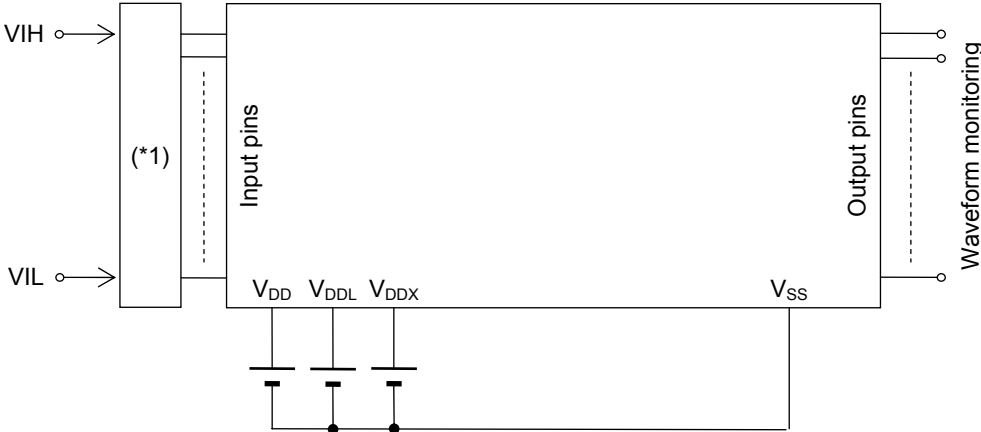 VIH
(*1)
VIL
Input pins
Output pins
Waveform monitoring
VDD VDDL VDDX VSS